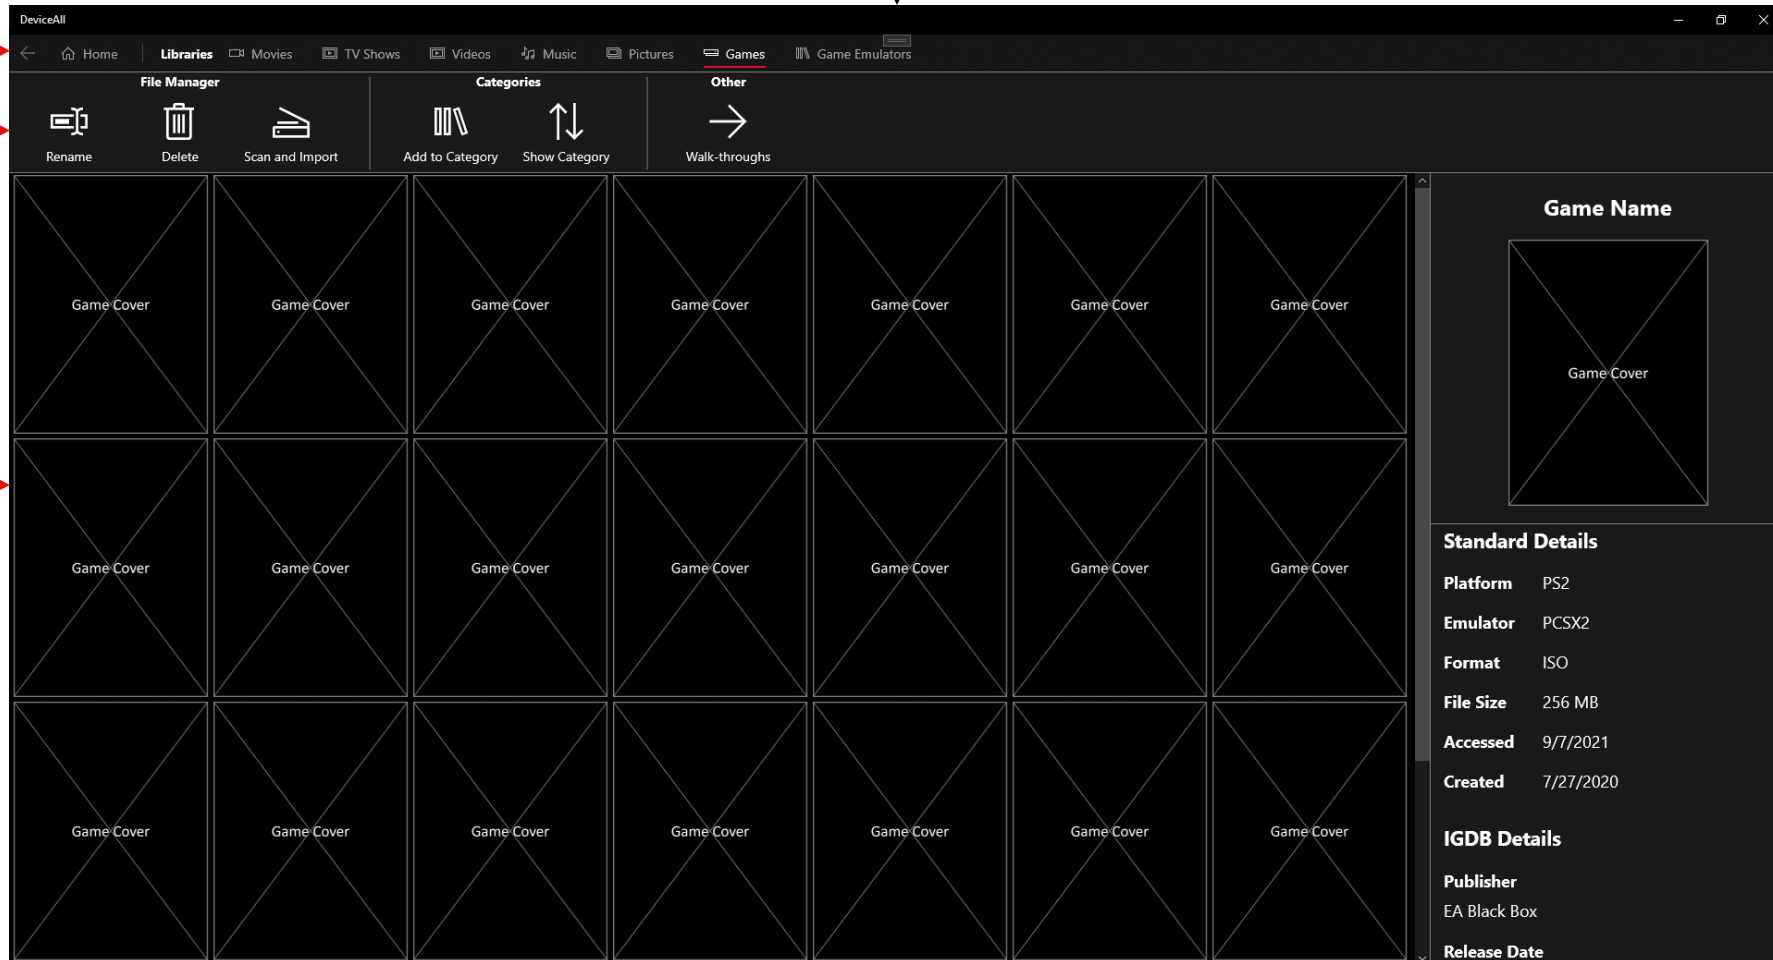 DeviceAll
Home Libraries Movies TV Shows Videos Music Pictures Games Game Emulators
File Manager Categories Other
Rename Delete Scan and Import Add to Category Show Category Walk-throughs
Game Name
Game Cover Game Cover Game Cover Game Cover Game Cover Game Cover Game Cover
Game Cover
Standard Details
Game Cover Game Cover Game Cover Game Cover Game Cover Game Cover Game Cover
Platform PS2
Emulator PCSX2
Format ISO
File Size 256 MB
Accessed 9/7/2021
Created 7/27/2020
Game Cover Game Cover Game Cover Game Cover Game Cover Game Cover Game Cover
IGDB Details
Publisher
EA Black Box
Release Date